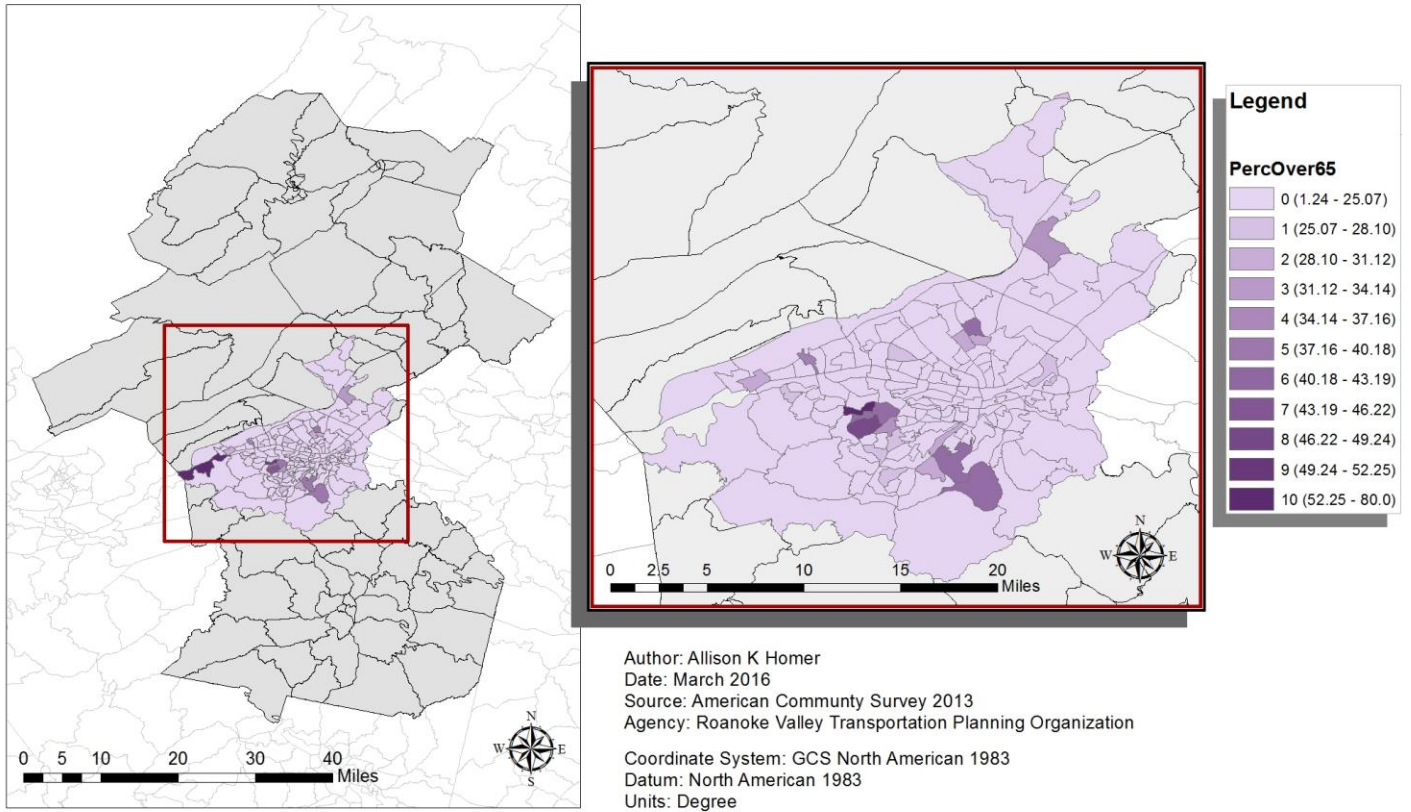 N
W E
S
0 5 10 20 30 40
Miles
N
W E
S
0 2.5 5 10 15 20
Miles
Legend
PercOver65
0 (1.24 - 25.07)
1 (25.07 - 28.10)
2 (28.10 - 31.12)
3 (31.12 - 34.14)
4 (34.14 - 37.16)
5 (37.16 - 40.18)
6 (40.18 - 43.19)
7 (43.19 - 46.22)
8 (46.22 - 49.24)
9 (49.24 - 52.25)
10 (52.25 - 80.0)
Author: Allison K Homer
Date: March 2016
Source: American Communty Survey 2013
Agency: Roanoke Valley Transportation Planning Organization
Coordinate System: GCS North American 1983
Datum: North American 1983
Units: Degree